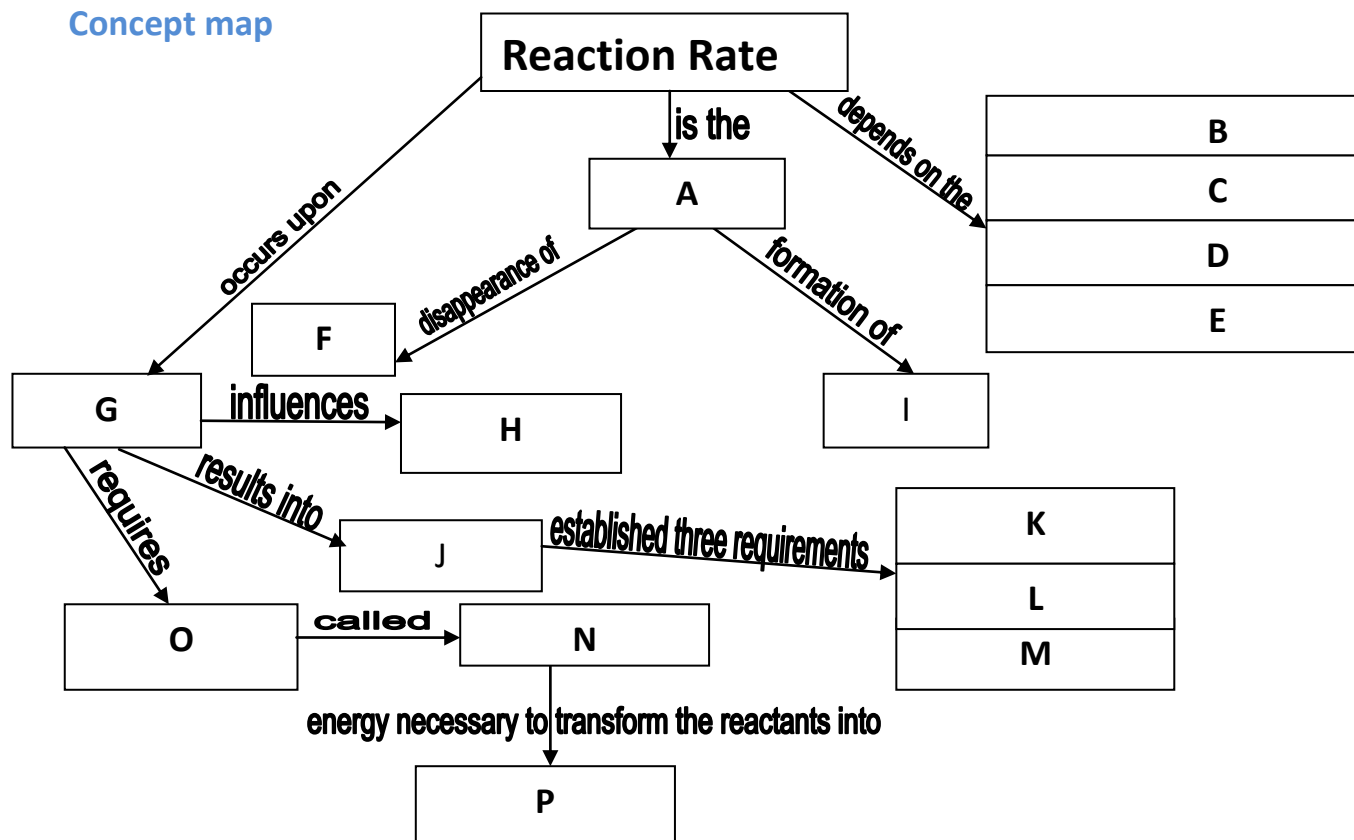 Concept map
Reaction Rate
is the
depends on the
occurs upon
A
B
C
D
E
disappearance of
formation of
F
G
influences
H
I
requires
results into
J
established three requirements
K
L
M
O
called
N
energy necessary to transform the reactants into
P